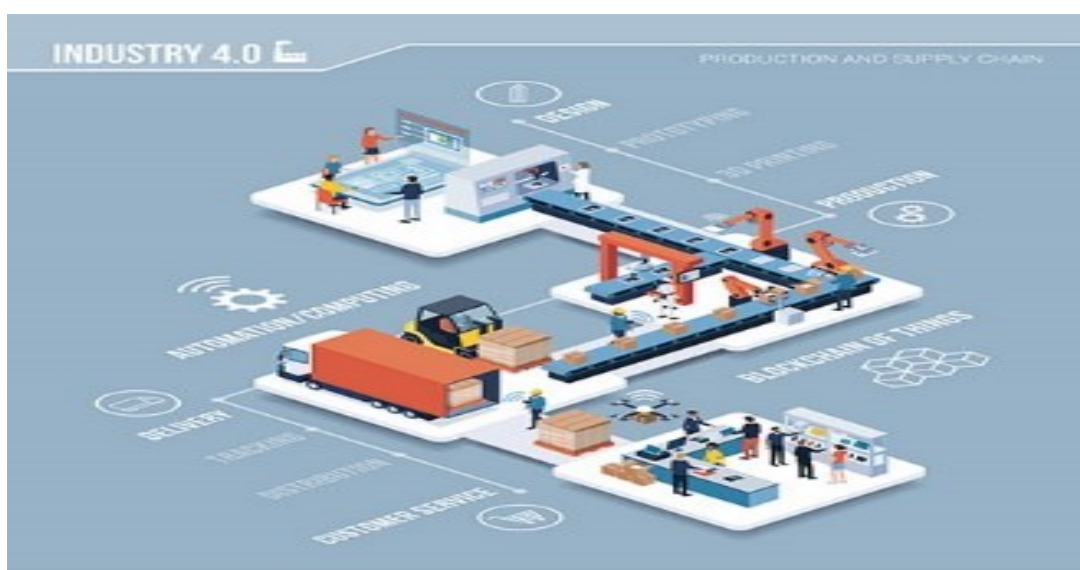 INDUSTRY 4.0
PRODUCTION AND SUPPLY CHAIN
DESIGN
PROTOTYPING
3D PRINTING
PRODUCTION
AUTOMATION/COMPUTING
BLOCKCHAIN OF THINGS
DELIVERY
TRACKING
DISTRIBUTION
CUSTOMER SERVICE